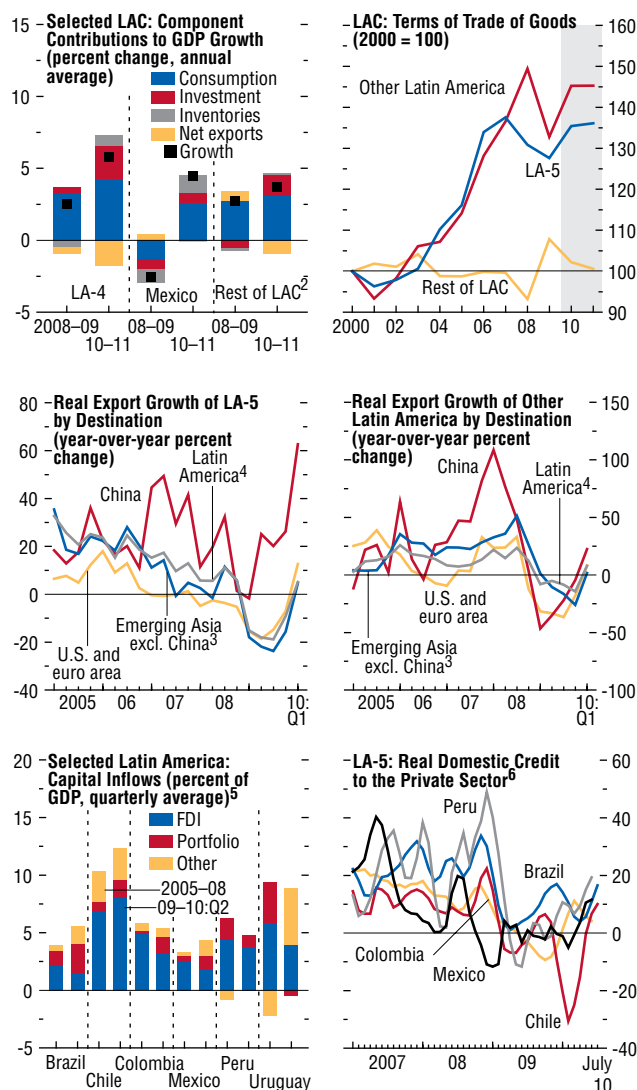 Selected LAC: Component
Contributions to GDP Growth
(percent change, annual
average)
15
10
5
0
-5
Consumption
Investment
Inventories
Net exports
Growth
LA-4
Mexico
Rest of LAC2
2008–09
10–11
08–09
10–11
08–09
10–11
LAC: Terms of Trade of Goods
(2000 = 100)
160
150
140
130
120
110
100
90
Other Latin America
LA-5
Rest of LAC
2000
02
04
06
08
10
Real Export Growth of LA-5
by Destination
(year-over-year percent
change)
80
60
40
20
0
-20
-40
China
Latin
America4
Emerging Asia
excl. China3
U.S. and
euro area
2005
06
07
08
09
10:
Q1
Real Export Growth of Other
Latin America by Destination
(year-over-year percent
change)
150
100
50
0
-50
-100
China
Latin
America4
U.S. and
euro area
Emerging Asia
excl. China3
2005
06
07
08
09
10:
Q1
Selected Latin America:
Capital Inflows (percent of
GDP, quarterly average)5
20
15
10
5
0
-5
FDI
Portfolio
Other
2005–08
09–10:Q2
Brazil
Chile
Colombia
Mexico
Peru
Uruguay
LA-5: Real Domestic Credit
to the Private Sector6
60
40
20
0
-20
-40
Peru
Brazil
Colombia
Mexico
Chile
2007
08
09
July
10